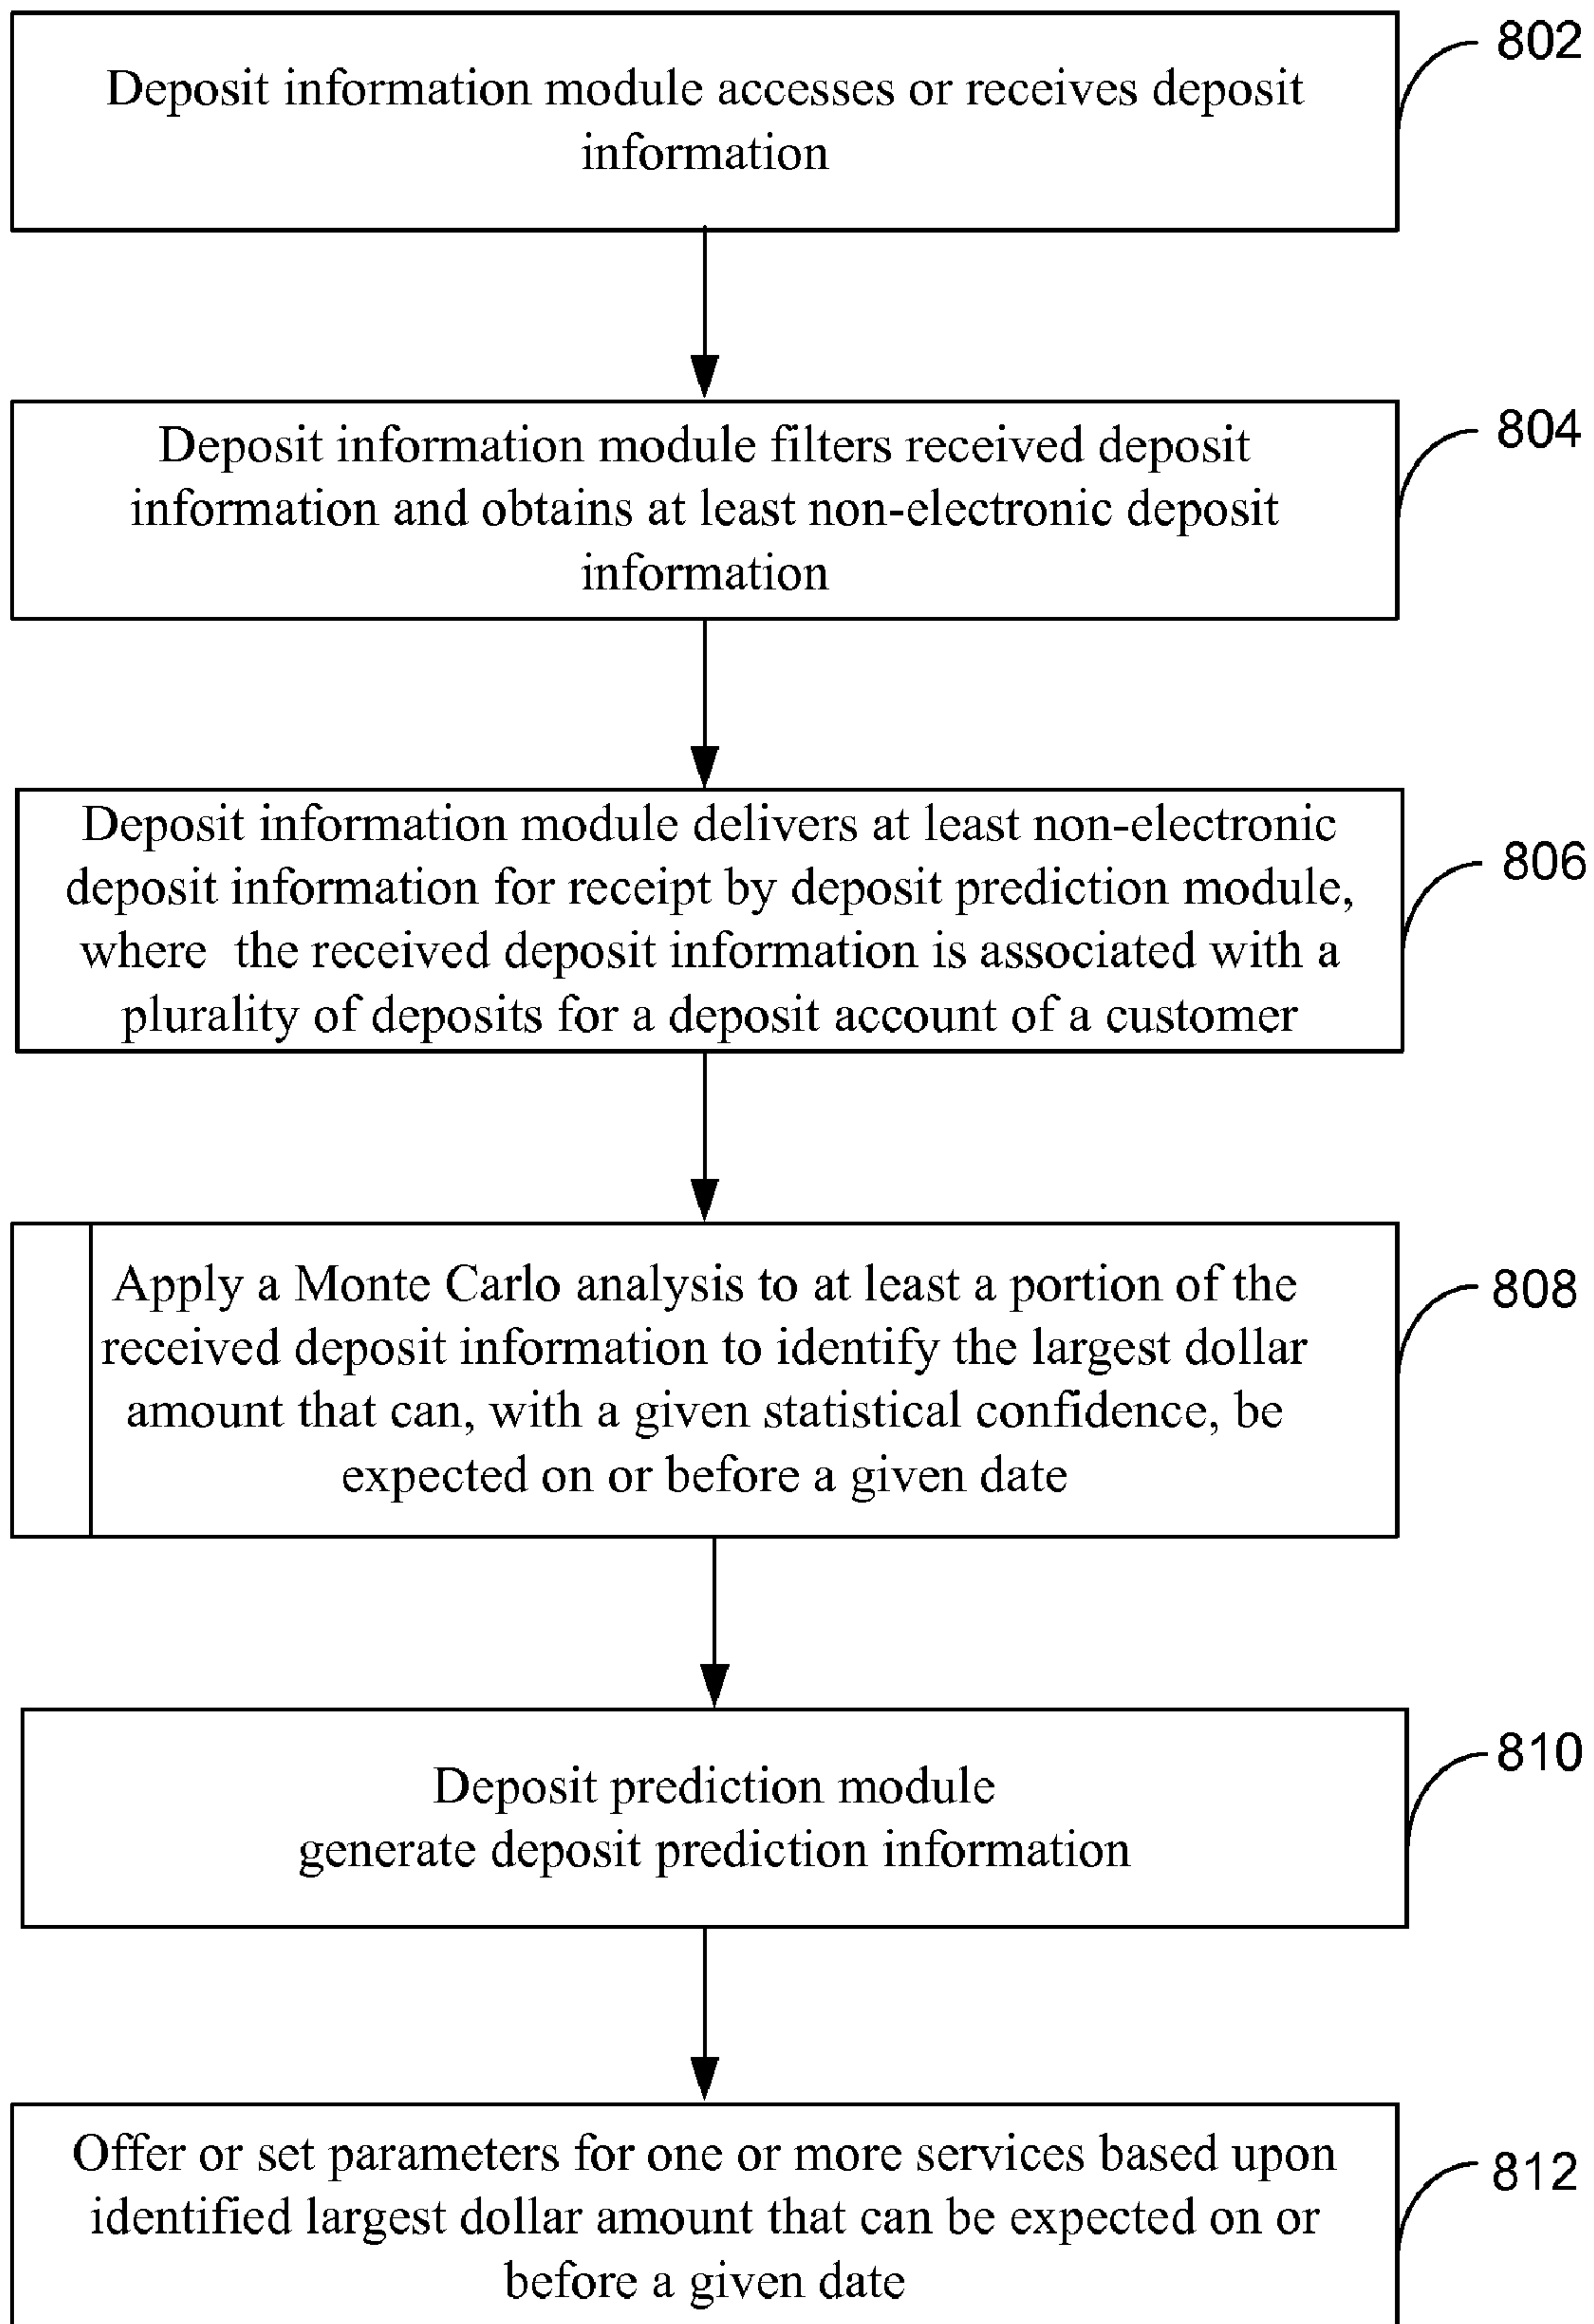 802
Deposit information module accesses or receives deposit
information
804
Deposit information module filters received deposit
information and obtains at least non-electronic deposit
information
806
Deposit information module delivers at least non-electronic
deposit information for receipt by deposit prediction module,
where the received deposit information is associated with a
plurality of deposits for a deposit account of a customer
808
Apply a Monte Carlo analysis to at least a portion of the
received deposit information to identify the largest dollar
amount that can, with a given statistical confidence, be
expected on or before a given date
810
Deposit prediction module
generate deposit prediction information
812
Offer or set parameters for one or more services based upon
identified largest dollar amount that can be expected on or
before a given date